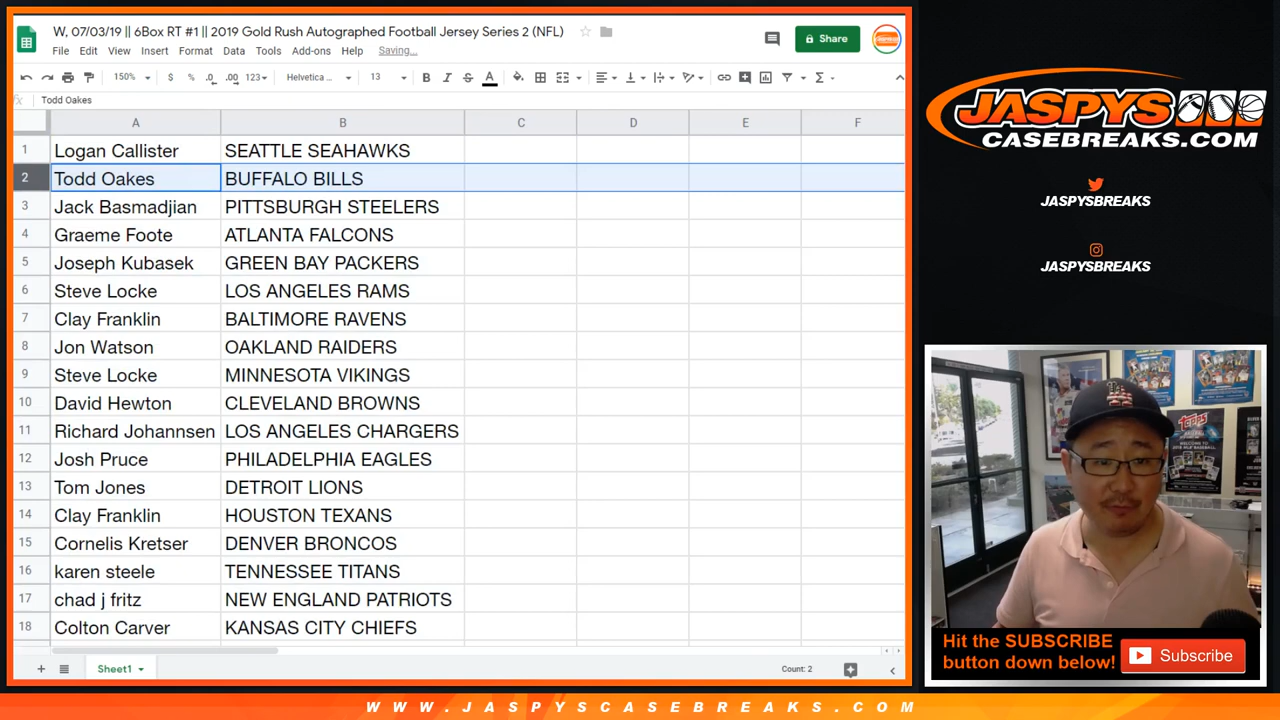 W, 07/03/19 || 6Box RT #1 || 2019 Gold Rush Autographed Football Jersey Series 2 (NFL)
File Edit View Insert Format Data Tools Add-ons Help Saving...
Share
150% $ % .0 .00 123 Helvetica ... 13 B I S A
fx Todd Oakes
A B C D E F
1 Logan Callister SEATTLE SEAHAWKS
2 Todd Oakes BUFFALO BILLS
3 Jack Basmadjian PITTSBURGH STEELERS
4 Graeme Foote ATLANTA FALCONS
5 Joseph Kubasek GREEN BAY PACKERS
6 Steve Locke LOS ANGELES RAMS
7 Clay Franklin BALTIMORE RAVENS
8 Jon Watson OAKLAND RAIDERS
9 Steve Locke MINNESOTA VIKINGS
10 David Hewton CLEVELAND BROWNS
11 Richard Johannsen LOS ANGELES CHARGERS
12 Josh Pruce PHILADELPHIA EAGLES
13 Tom Jones DETROIT LIONS
14 Clay Franklin HOUSTON TEXANS
15 Cornelis Kretser DENVER BRONCOS
16 karen steele TENNESSEE TITANS
17 chad j fritz NEW ENGLAND PATRIOTS
18 Colton Carver KANSAS CITY CHIEFS
Sheet1
Count: 2
JASPYS
CASEBREAKS.COM
JASPYSBREAKS
JASPYSBREAKS
TOPPS
Hit the SUBSCRIBE
button down below!
Subscribe
WWW.JASPYSCASEBREAKS.COM